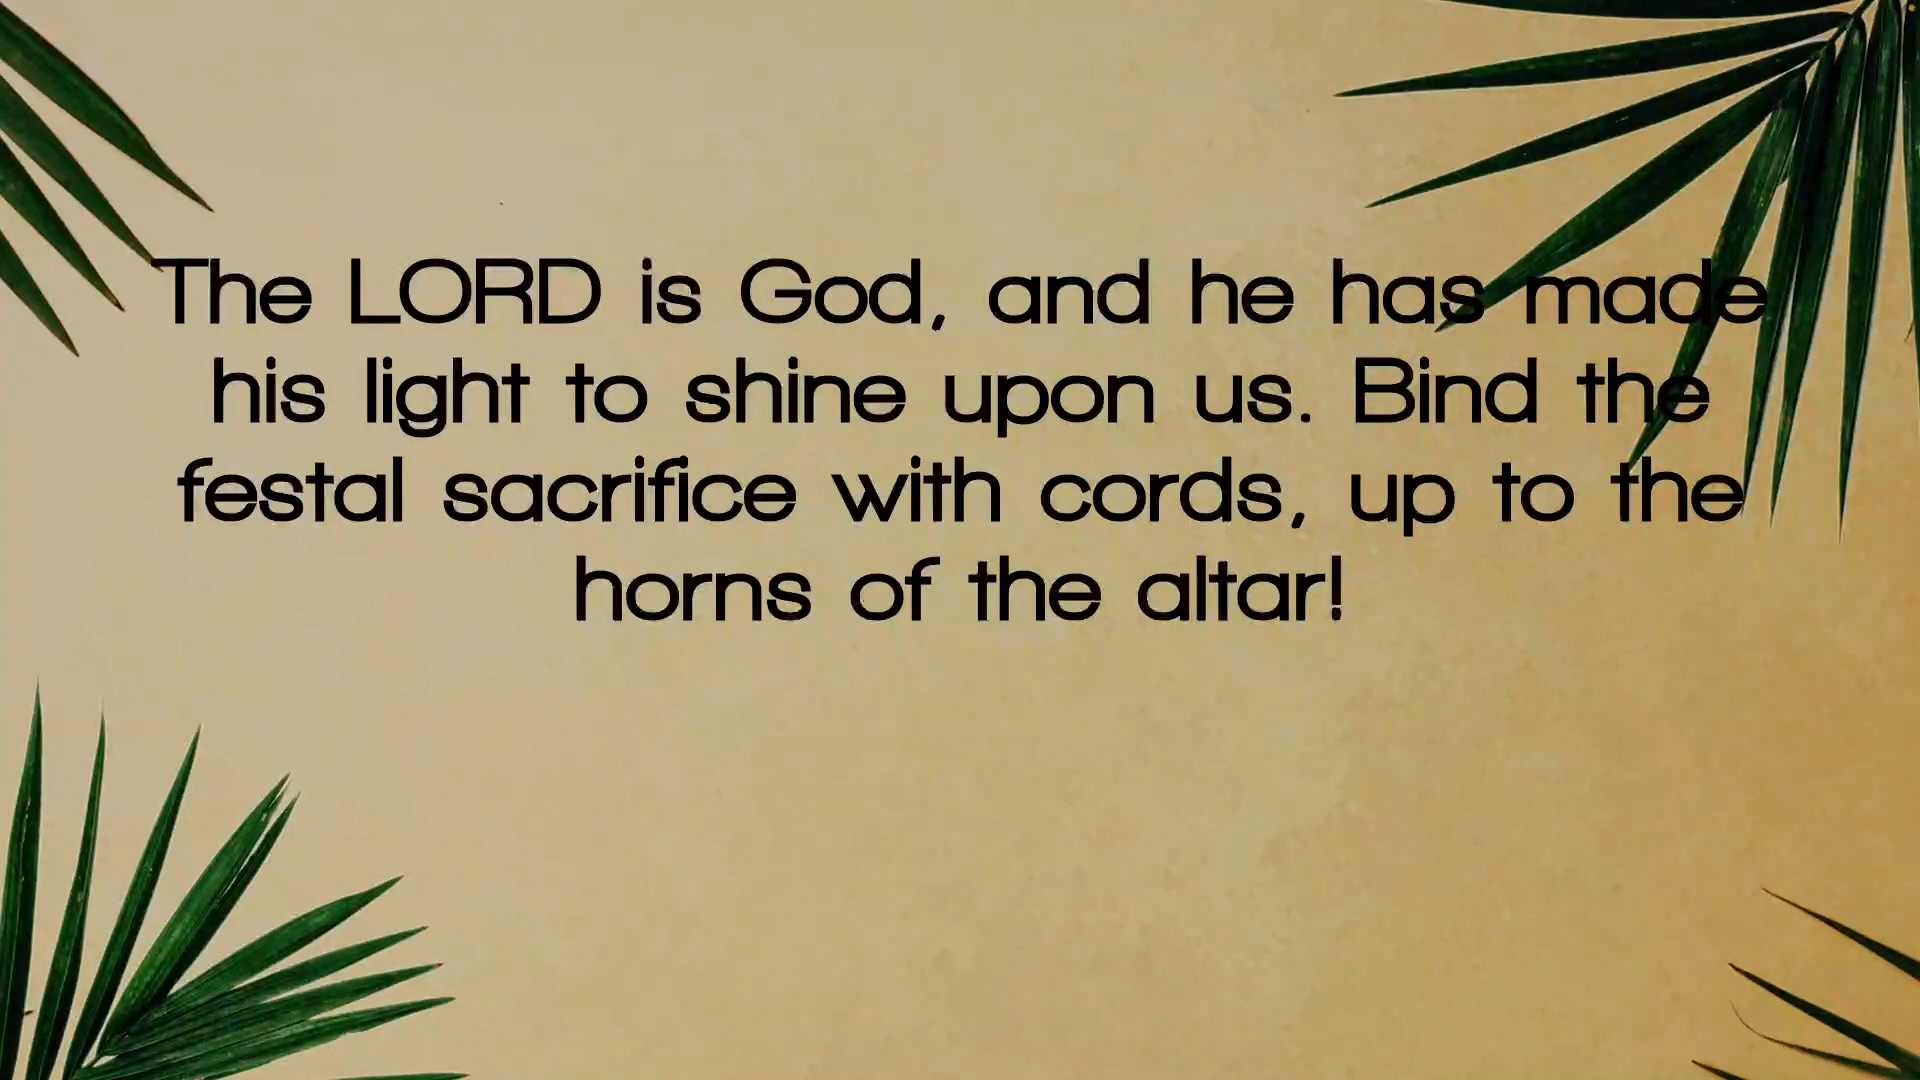 The LORD is God, and he has made
his light to shine upon us. Bind the
festal sacrifice with cords, up to the
horns of the altar!